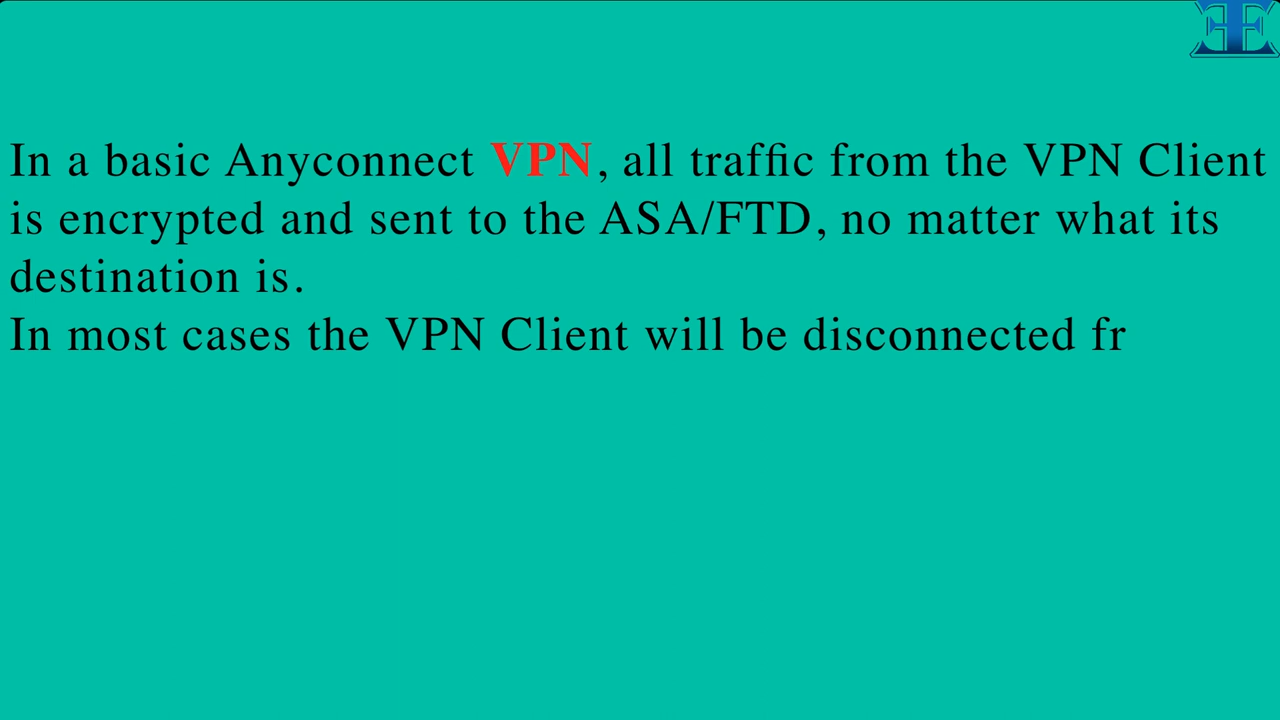 In a basic Anyconnect VPN, all traffic from the VPN Client
is encrypted and sent to the ASA/FTD, no matter what its
destination is.
In most cases the VPN Client will be disconnected fr